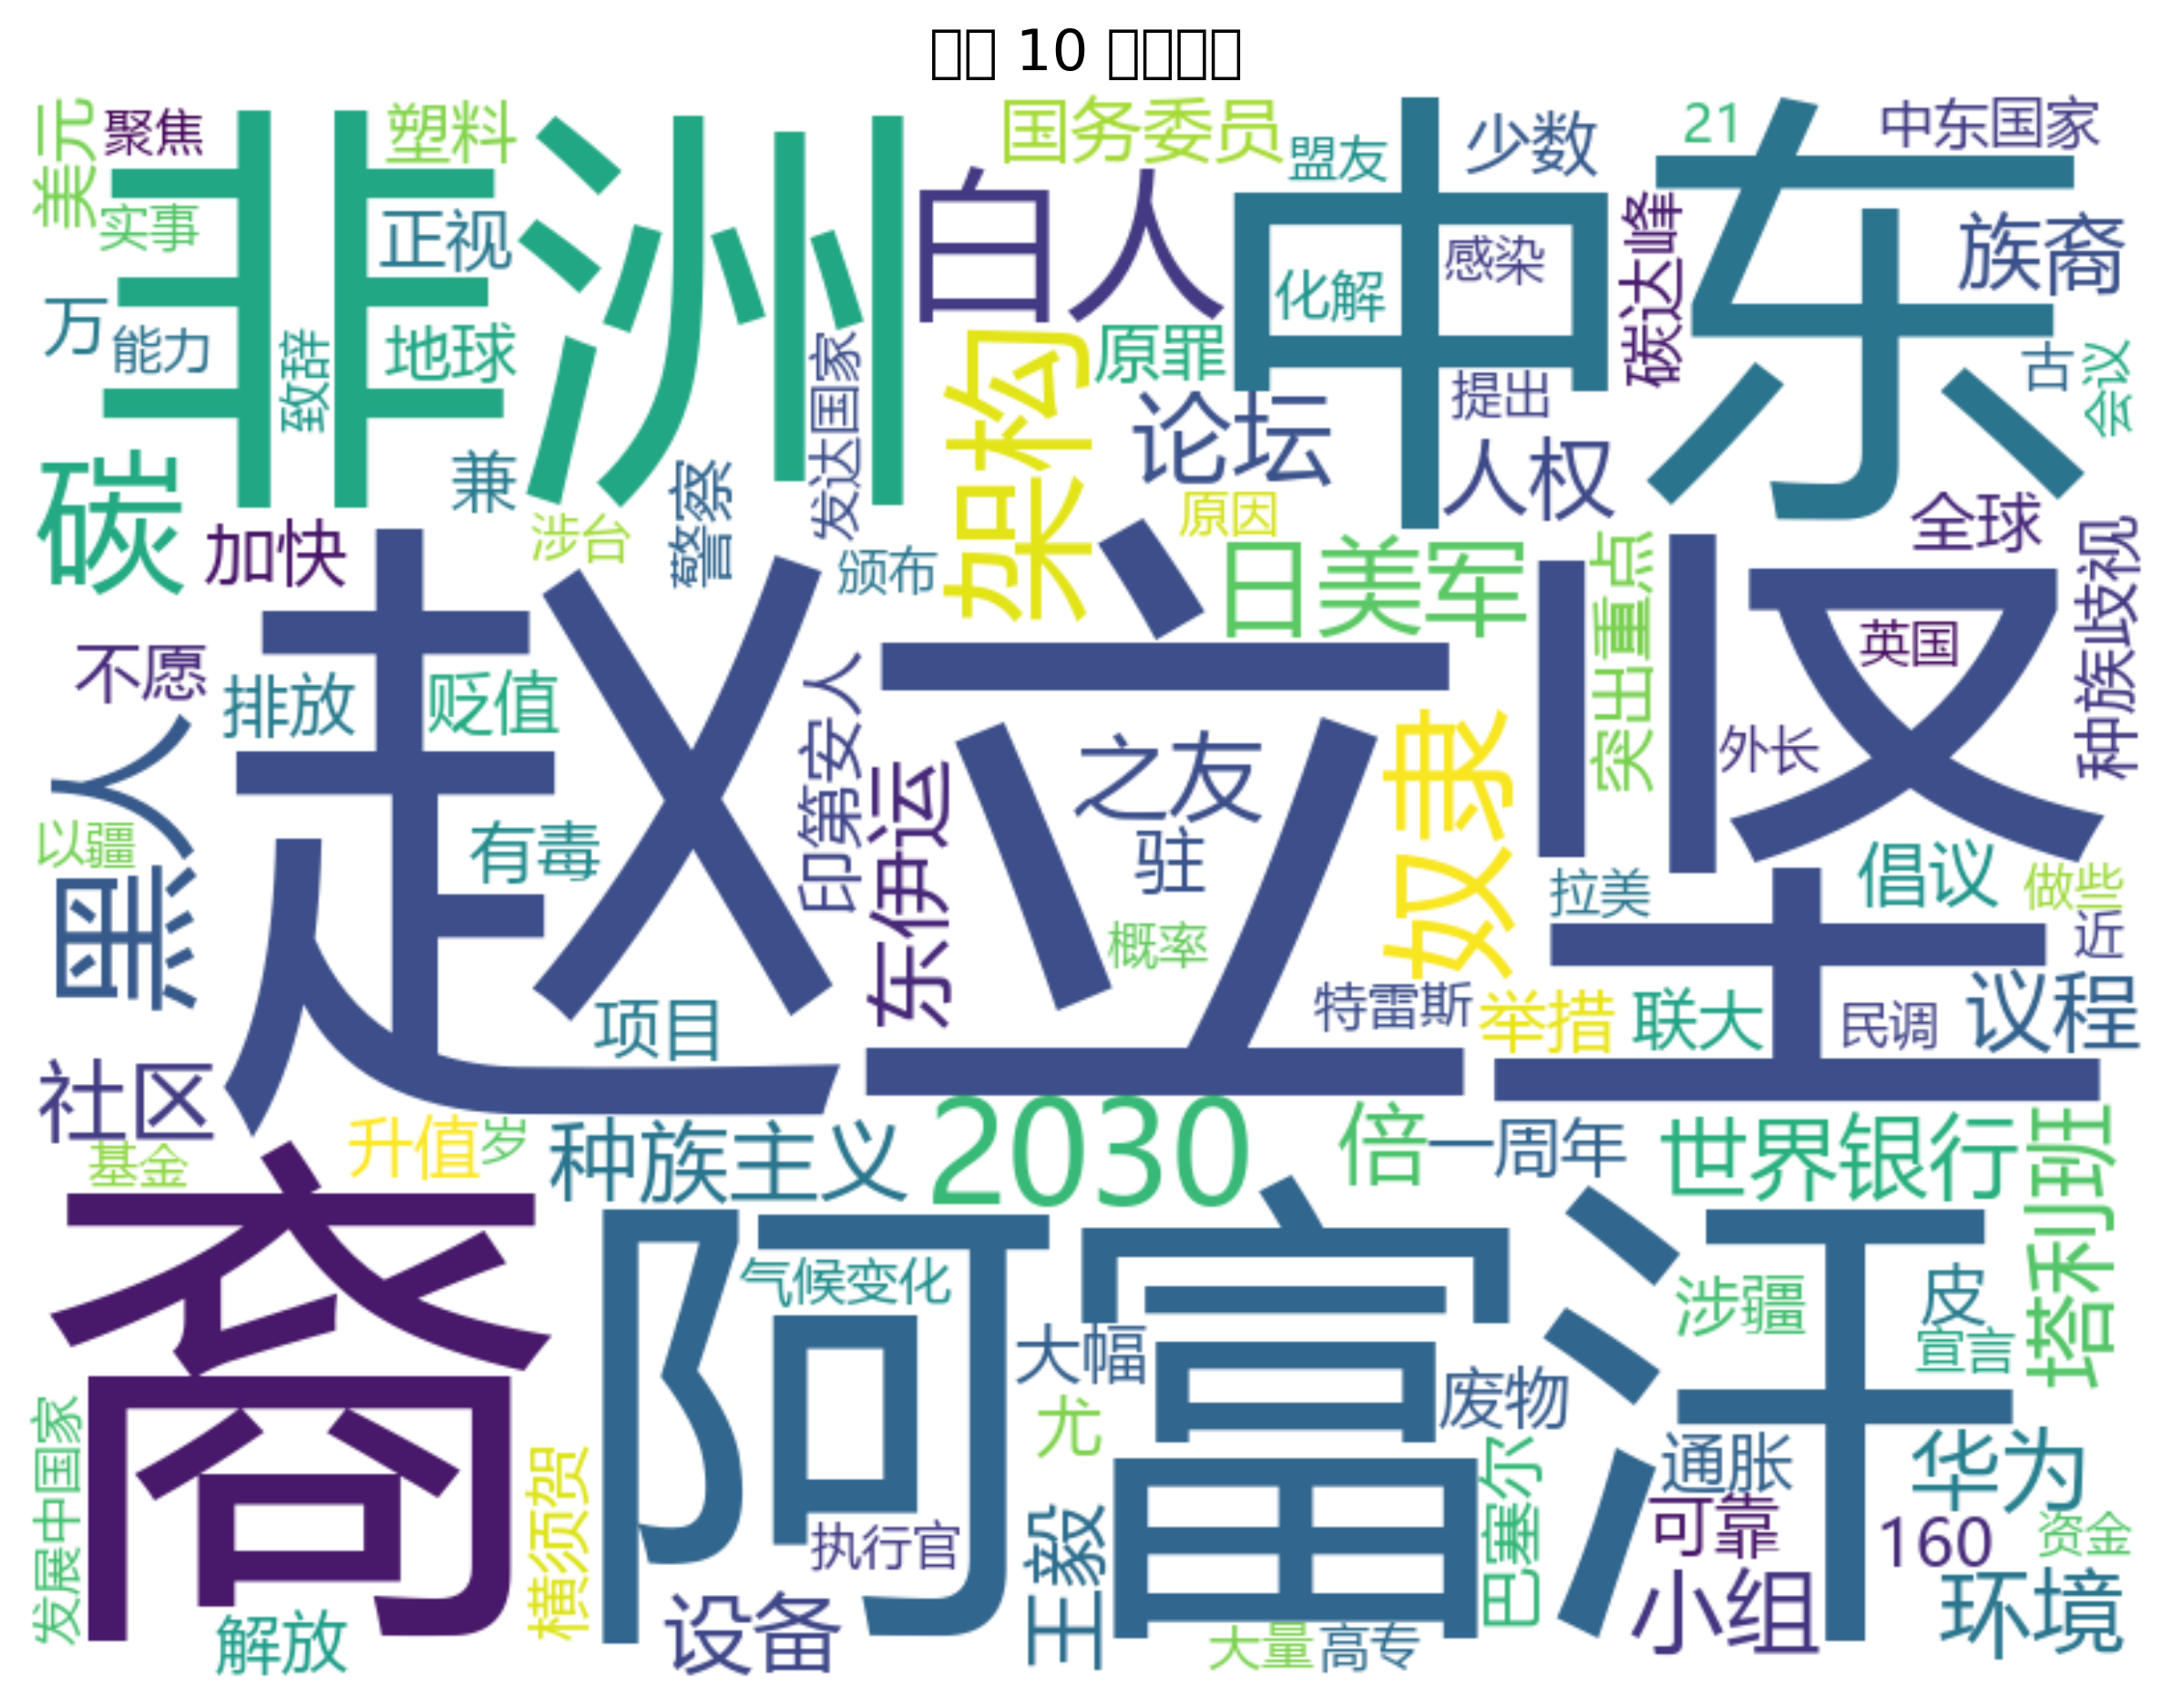 10
美元
聚焦
塑料
实事
正视
非洲
万
能力
致辞
地球
碳
加快
兼
涉台
警察
发达国家
颁布
国务委员
盟友
少数
21
中东国家
白人
中东
化解
感染
碳达峰
族裔
架构
原罪
论坛
提出
人权
古
会议
原因
日美军
全球
种族歧视
突出重点
英国
外长
不愿
排放
贬值
赵立坚
黑人
以疆
有毒
印第安人
东伊运
之友
驻
概率
奴隶
拉美
倡议
做些
近
项目
特雷斯
举措
联大
民调
议程
社区
基金
升值
岁
种族主义
2030
倍
一周年
世界银行
塔利班
裔
阿富汗
气候变化
大幅
尤
废物
涉疆
皮
宣言
发展中国家
横须贺
执行官
王毅
巴塞尔
通胀
可靠
华为
160
资金
解放
设备
大量
高专
小组
环境